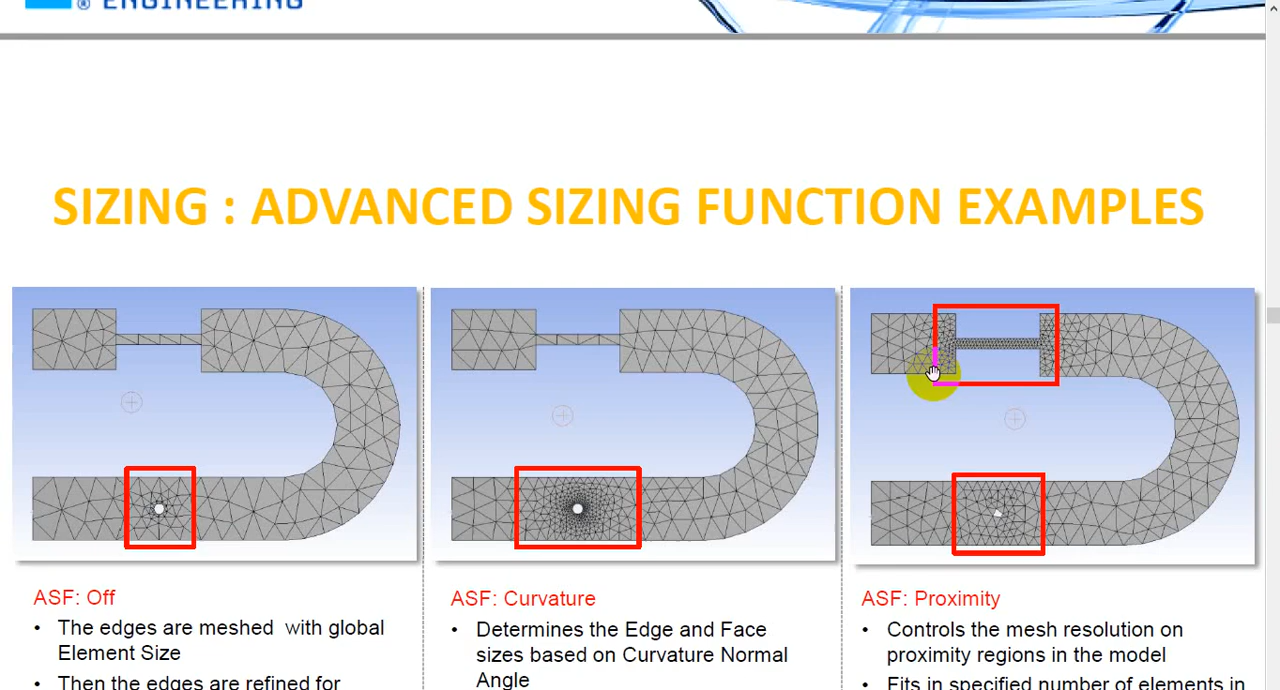 ® ENGINEERING
SIZING : ADVANCED SIZING FUNCTION EXAMPLES
ASF: Off
• The edges are meshed with global
Element Size
• Then the edges are refined for
ASF: Curvature
• Determines the Edge and Face
sizes based on Curvature Normal
Angle
ASF: Proximity
• Controls the mesh resolution on
proximity regions in the model
• Fits in specified number of elements in